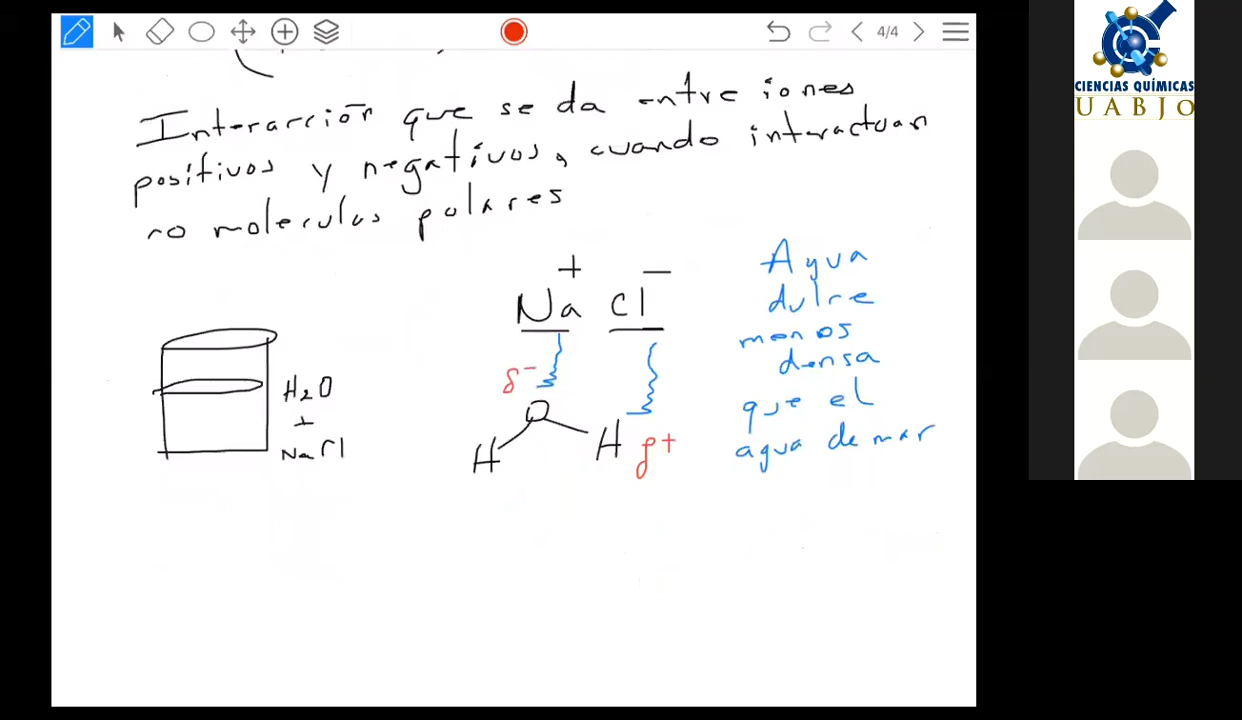 4/4
CIENCIAS QUÍMICAS
UABJO
Interacción que se da entre iones
positivos y negativos, cuando interactuan
no moleculas polares
Na+ Cl-
δ-
O
H H δ+
H2O
+
NaCl
Agua
dulce
menos
densa
que el
agua de mar